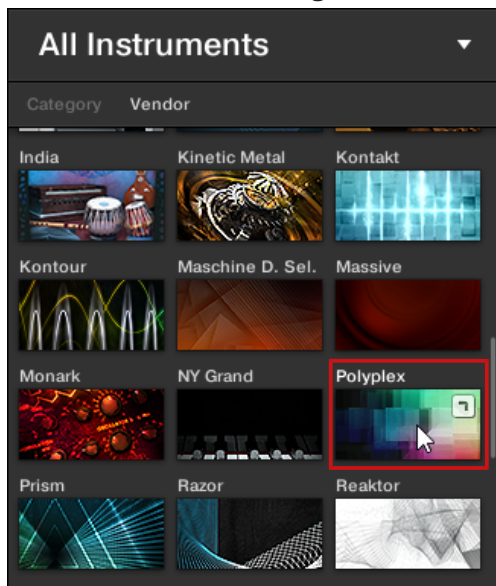 All Instruments
Category Vendor
India Kinetic Metal Kontakt
Kontour Maschine D. Sel. Massive
Monark NY Grand Polyplex
Prism Razor Reaktor